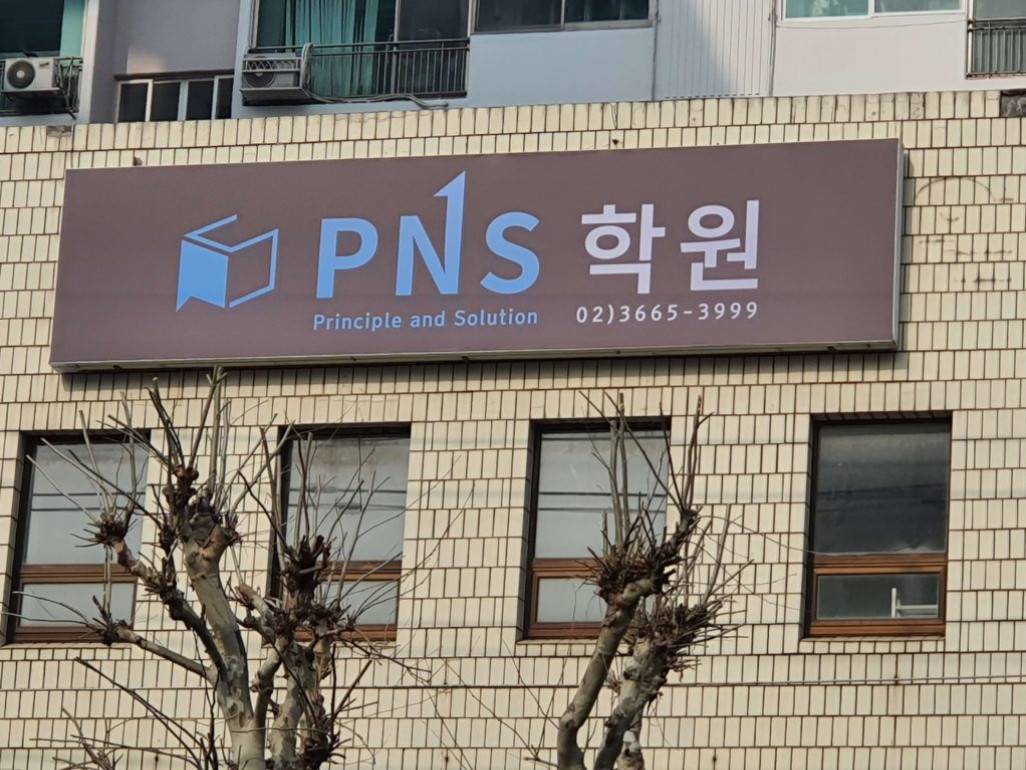 PNS 학원
Principle and Solution
02)3665-3999